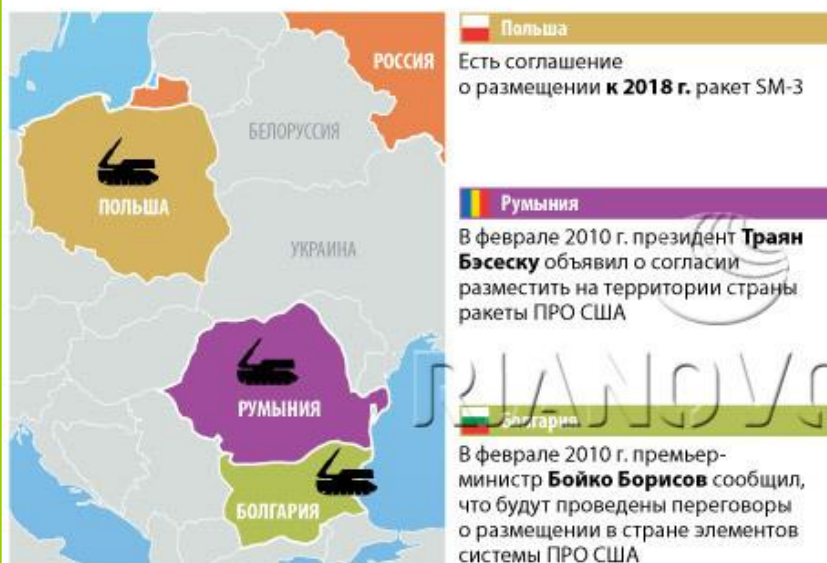 РОССИЯ
БЕЛОРУССИЯ
ПОЛЬША
УКРАИНА
РУМЫНИЯ
БОЛГАРИЯ
Польша
Есть соглашение
о размещении к 2018 г. ракет SM-3
Румыния
В феврале 2010 г. президент Траян
Бэсеску объявил о согласии
разместить на территории страны
ракеты ПРО США
RIANOVO
Болгария
В феврале 2010 г. премьер-
министр Бойко Борисов сообщил,
что будут проведены переговоры
о размещении в стране элементов
системы ПРО США